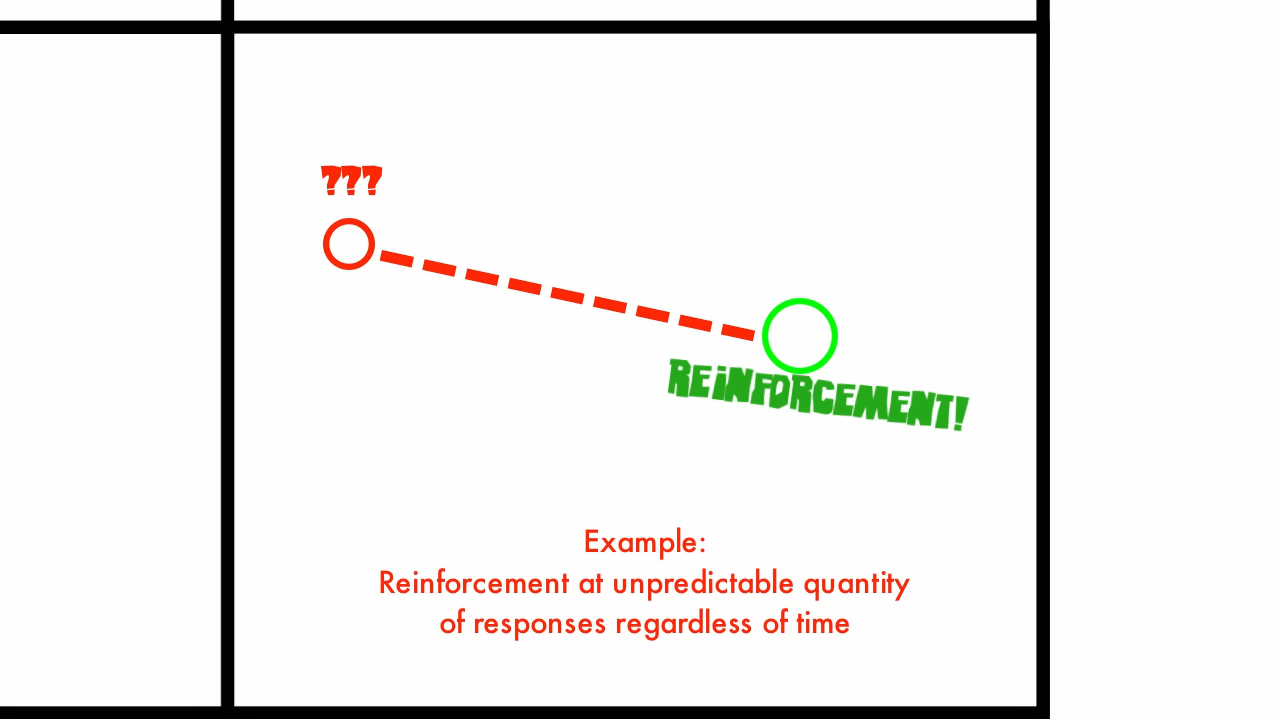 ???
REiNFORCEMENT!
Example:
Reinforcement at unpredictable quantity
of responses regardless of time